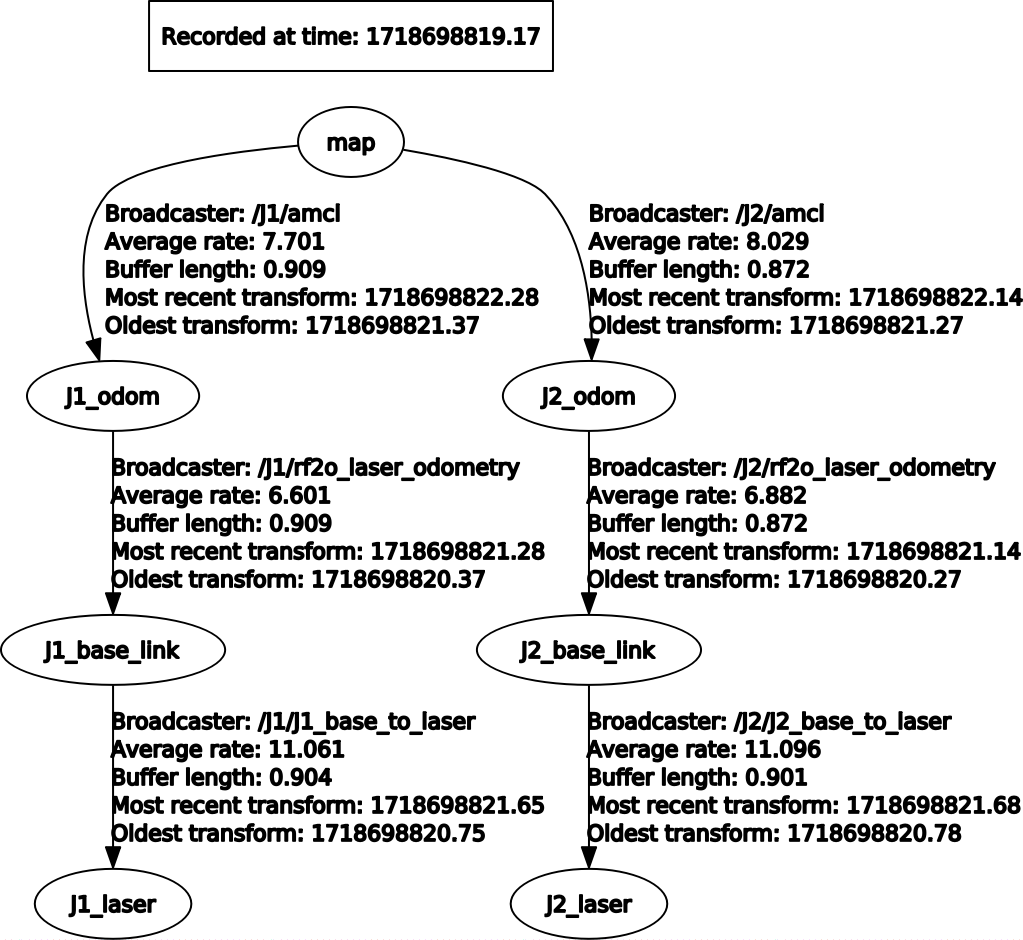 Recorded at time: 1718698819.17
map
Broadcaster: /J1/amcl
Average rate: 7.701
Buffer length: 0.909
Most recent transform: 1718698822.28
Oldest transform: 1718698821.37
Broadcaster: /J2/amcl
Average rate: 8.029
Buffer length: 0.872
Most recent transform: 1718698822.14
Oldest transform: 1718698821.27
J1_odom
J2_odom
Broadcaster: /J1/rf2o_laser_odometry
Average rate: 6.601
Buffer length: 0.909
Most recent transform: 1718698821.28
Oldest transform: 1718698820.37
Broadcaster: /J2/rf2o_laser_odometry
Average rate: 6.882
Buffer length: 0.872
Most recent transform: 1718698821.14
Oldest transform: 1718698820.27
J1_base_link
J2_base_link
Broadcaster: /J1/J1_base_to_laser
Average rate: 11.061
Buffer length: 0.904
Most recent transform: 1718698821.65
Oldest transform: 1718698820.75
Broadcaster: /J2/J2_base_to_laser
Average rate: 11.096
Buffer length: 0.901
Most recent transform: 1718698821.68
Oldest transform: 1718698820.78
J1_laser
J2_laser